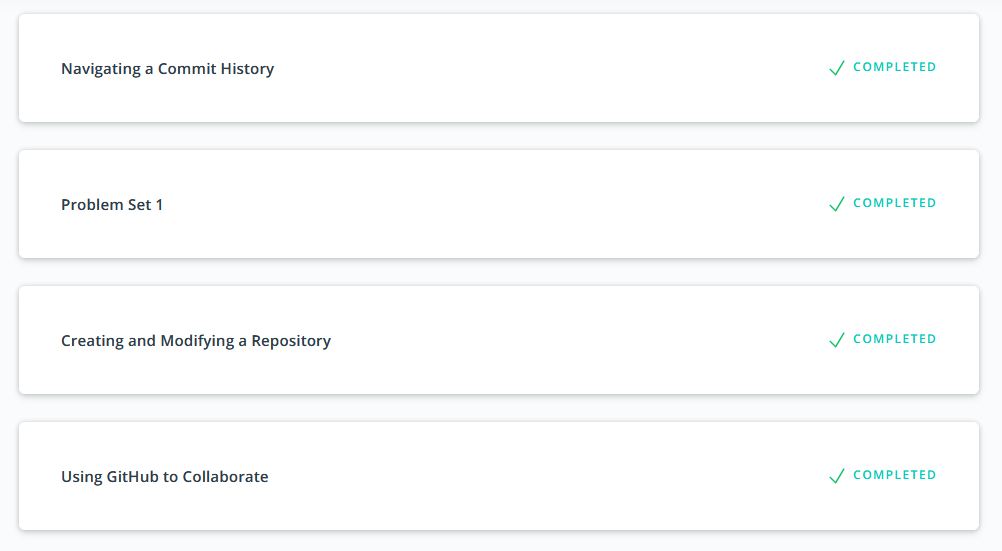 Navigating a Commit History
COMPLETED
Problem Set 1
COMPLETED
Creating and Modifying a Repository
COMPLETED
Using GitHub to Collaborate
COMPLETED